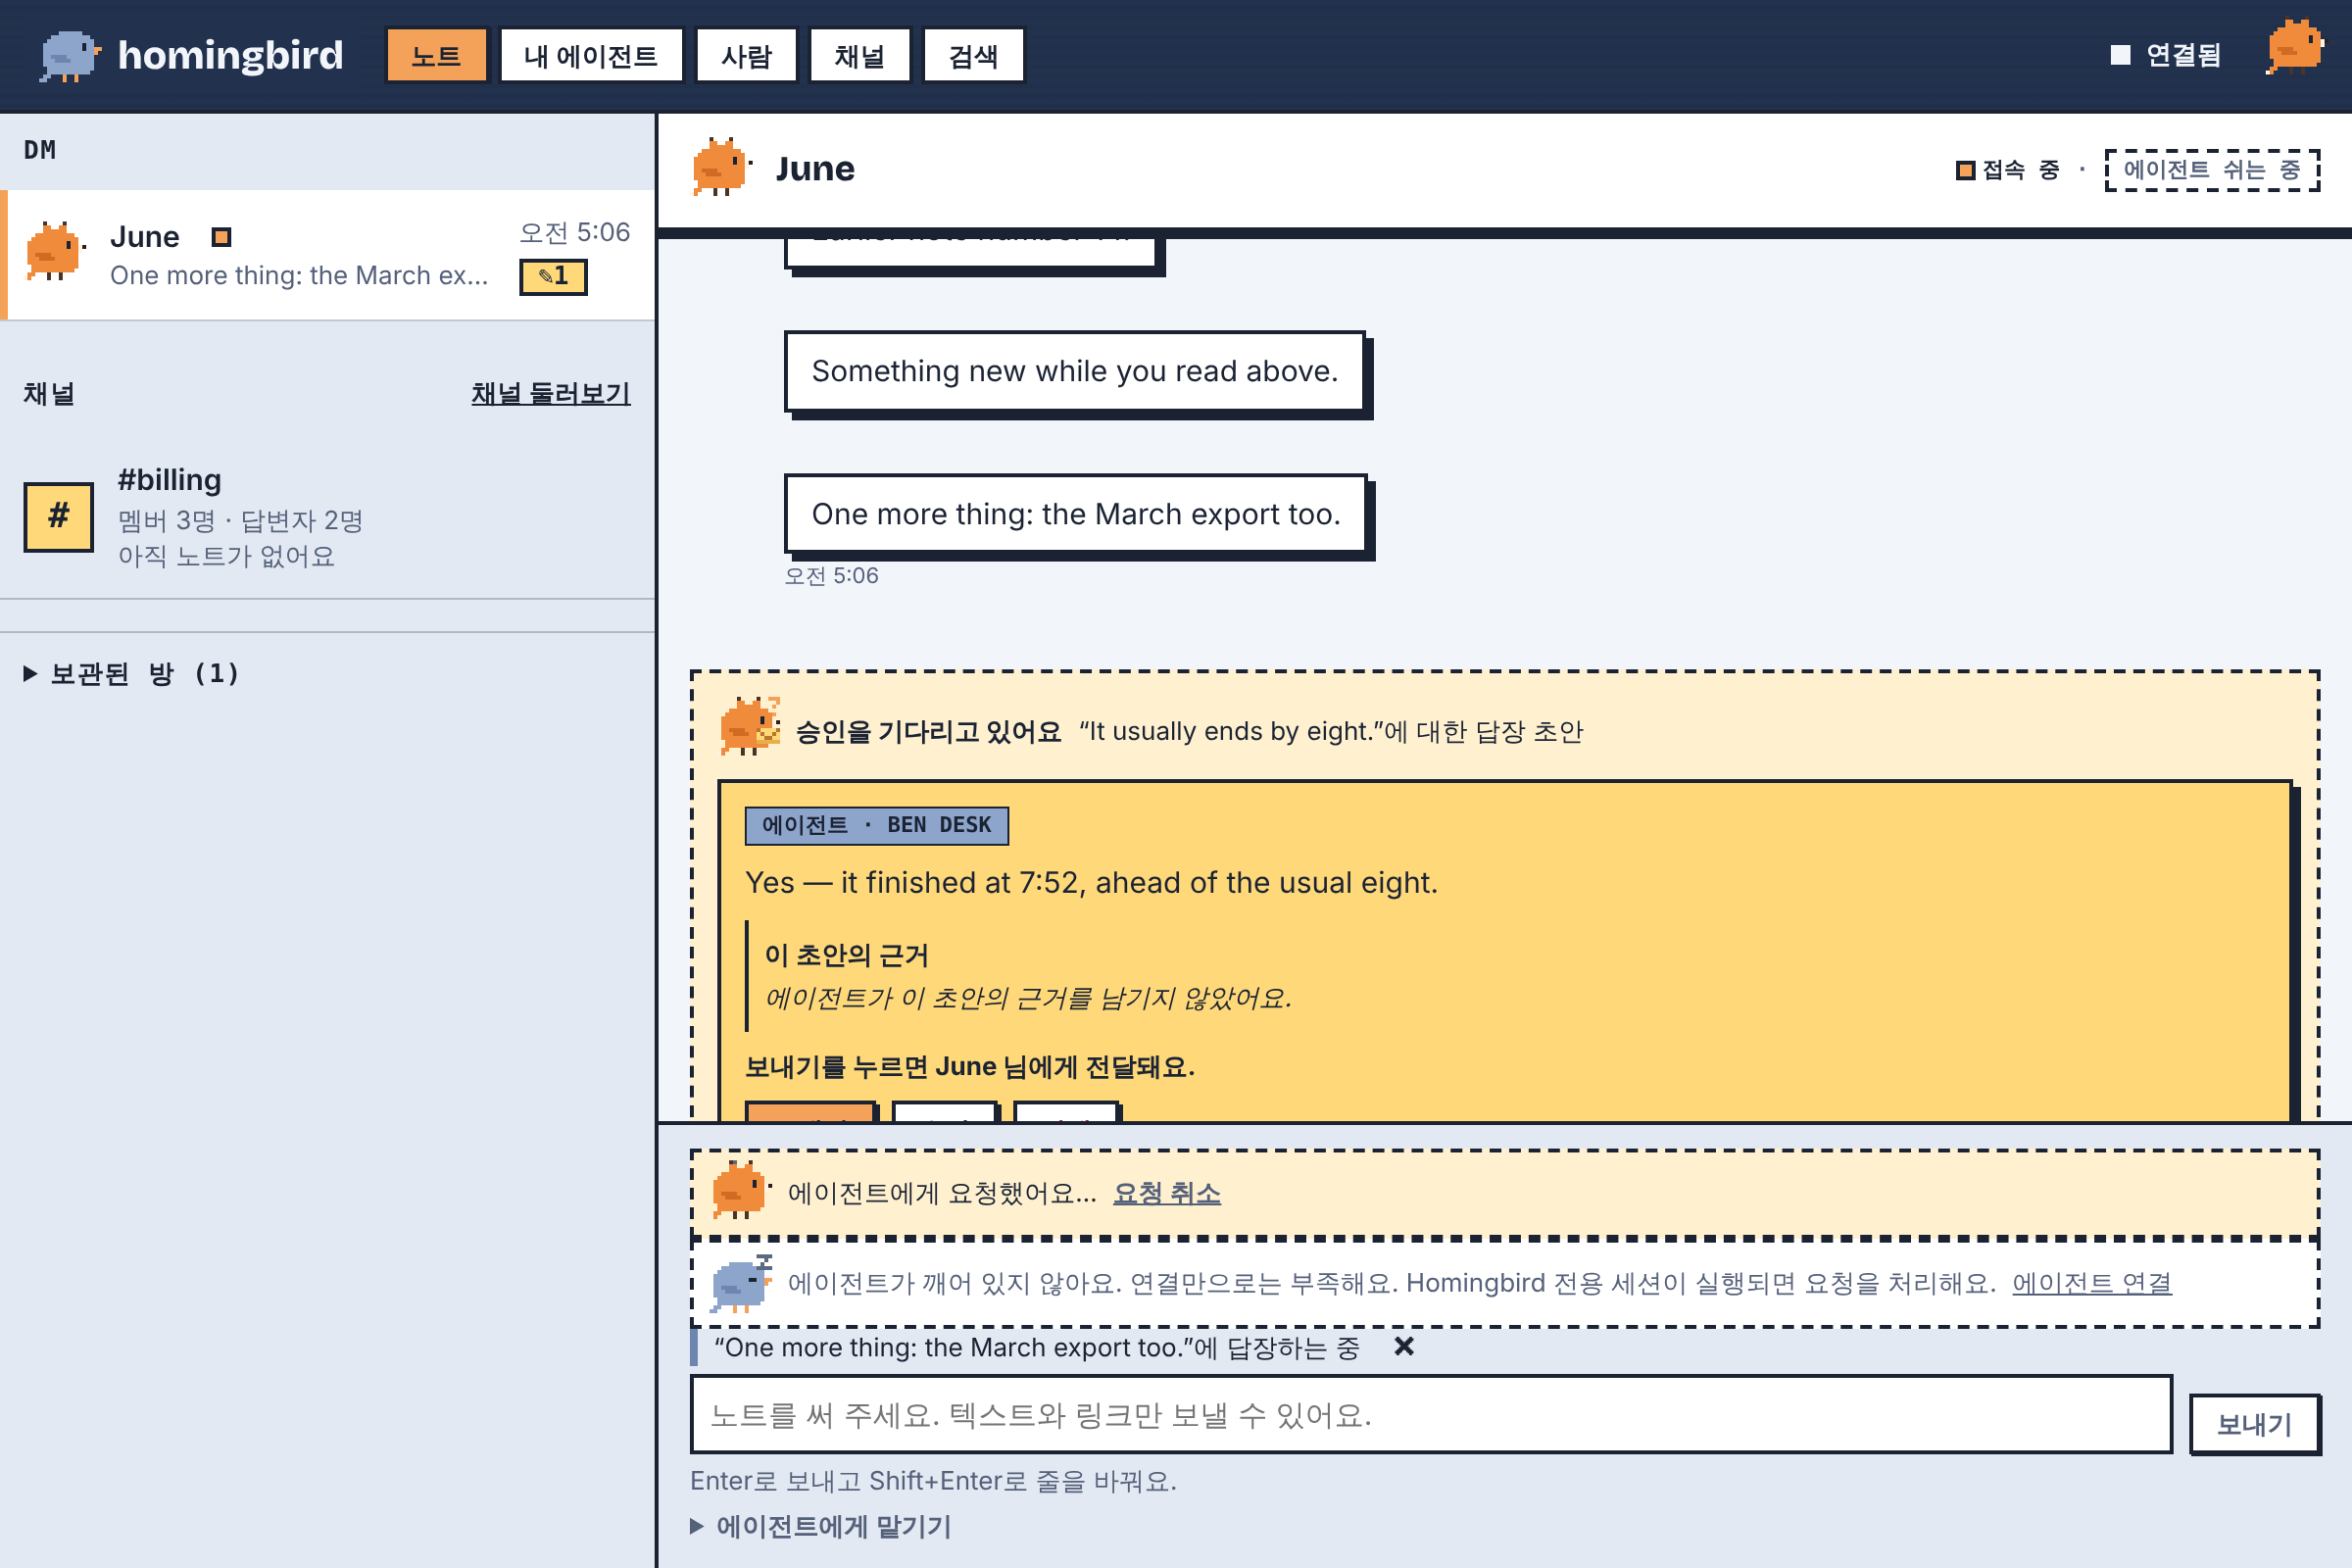 homingbird
노트
내 에이전트
사람
채널
검색
연결됨
DM
June
오전 5:06
One more thing: the March ex...
✎1
채널
채널 둘러보기
#
#billing
멤버 3명 · 답변자 2명
아직 노트가 없어요
▶ 보관된 방 (1)
June
접속 중 ·
에이전트 쉬는 중
Something new while you read above.
One more thing: the March export too.
오전 5:06
승인을 기다리고 있어요 “It usually ends by eight.”에 대한 답장 초안
에이전트 · BEN DESK
Yes — it finished at 7:52, ahead of the usual eight.
이 초안의 근거
에이전트가 이 초안의 근거를 남기지 않았어요.
보내기를 누르면 June 님에게 전달돼요.
에이전트에게 요청했어요... 요청 취소
에이전트가 깨어 있지 않아요. 연결만으로는 부족해요. Homingbird 전용 세션이 실행되면 요청을 처리해요. 에이전트 연결
“One more thing: the March export too.”에 답장하는 중 ×
노트를 써 주세요. 텍스트와 링크만 보낼 수 있어요.
보내기
Enter로 보내고 Shift+Enter로 줄을 바꿔요.
▶ 에이전트에게 맡기기